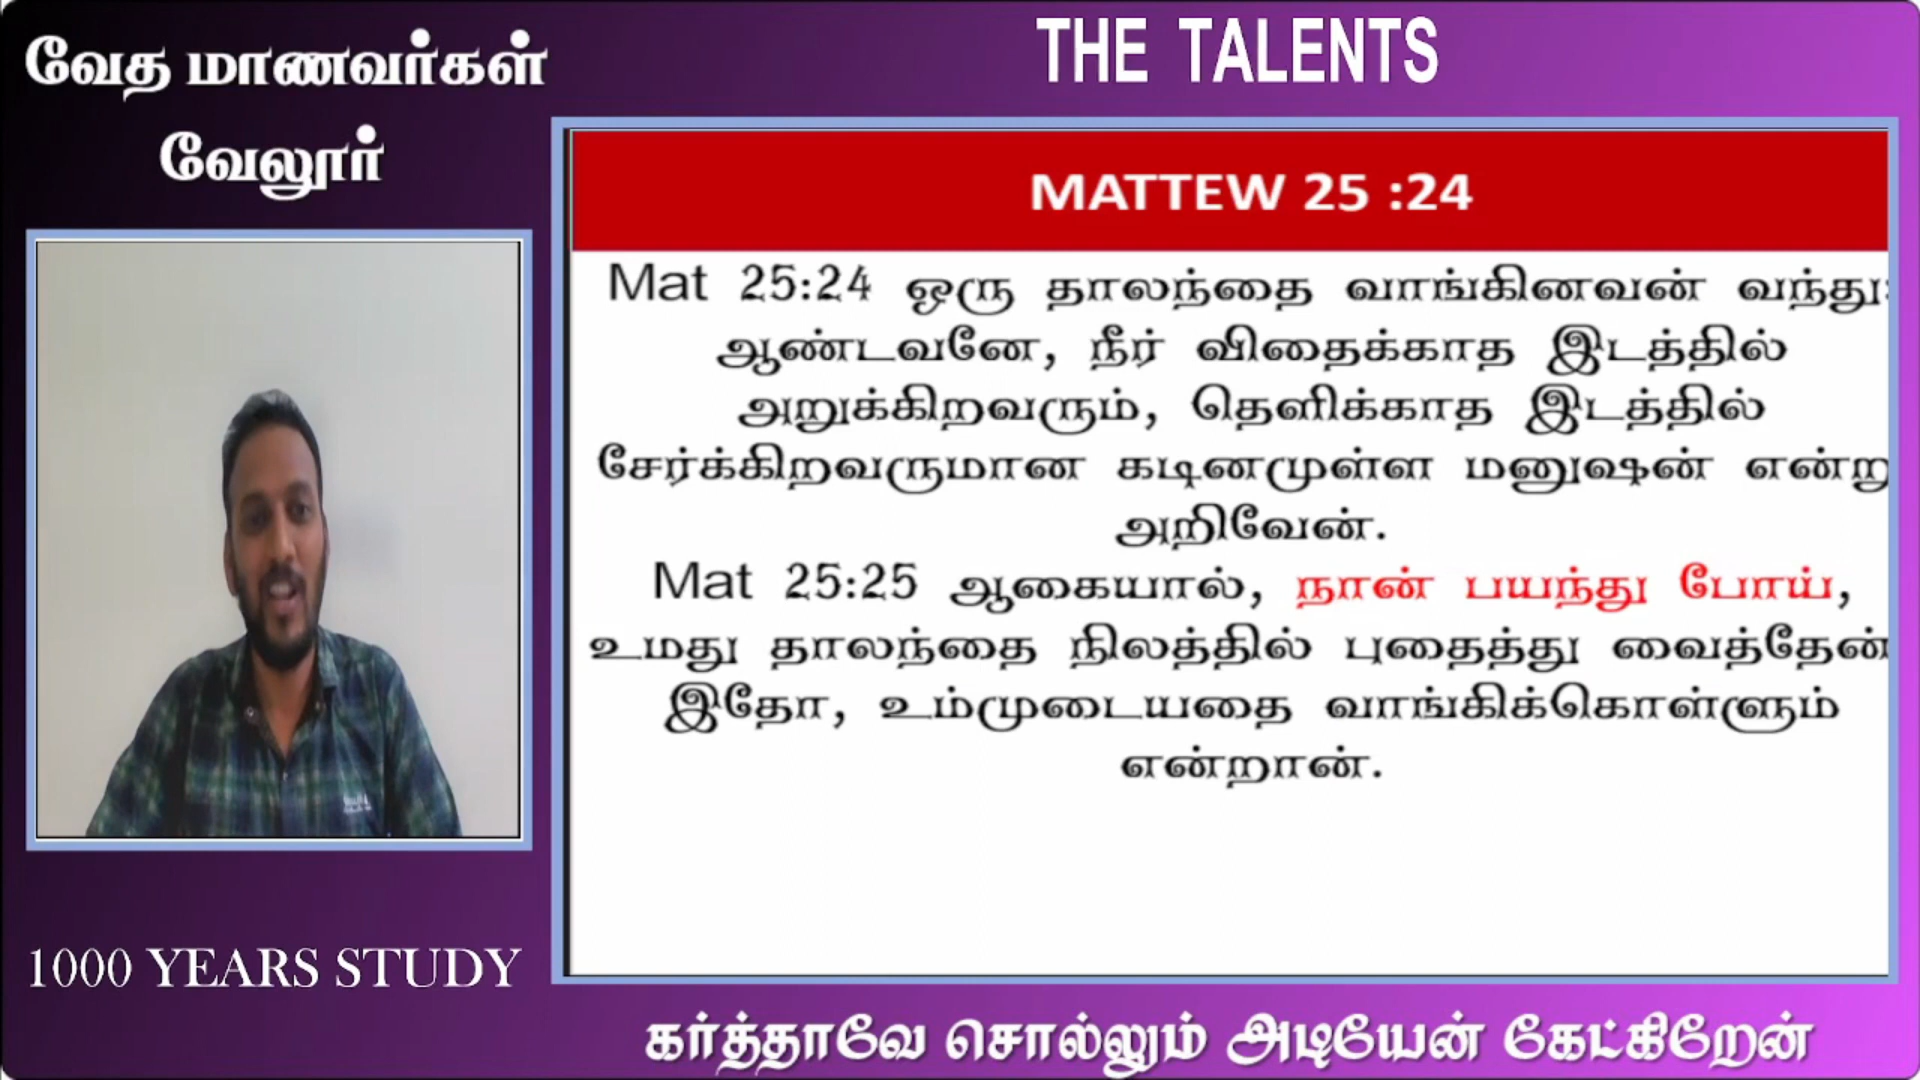 வேத மாணவர்கள்
வேலூர்
THE TALENTS
MATTEW 25 :24
Mat 25:24 ஒரு தாலந்தை வாங்கினவன் வந்து:
ஆண்டவனே, நீர் விதைக்காத இடத்தில்
அறுக்கிறவரும், தெளிக்காத இடத்தில்
சேர்க்கிறவருமான கடினமுள்ள மனுஷன் என்று
அறிவேன்.
Mat 25:25 ஆகையால், நான் பயந்து போய்,
உமது தாலந்தை நிலத்தில் புதைத்து வைத்தேன்
இதோ, உம்முடையதை வாங்கிக்கொள்ளும்
என்றான்.
1000 YEARS STUDY
கர்த்தாவே சொல்லும் அடியேன் கேட்கிறேன்